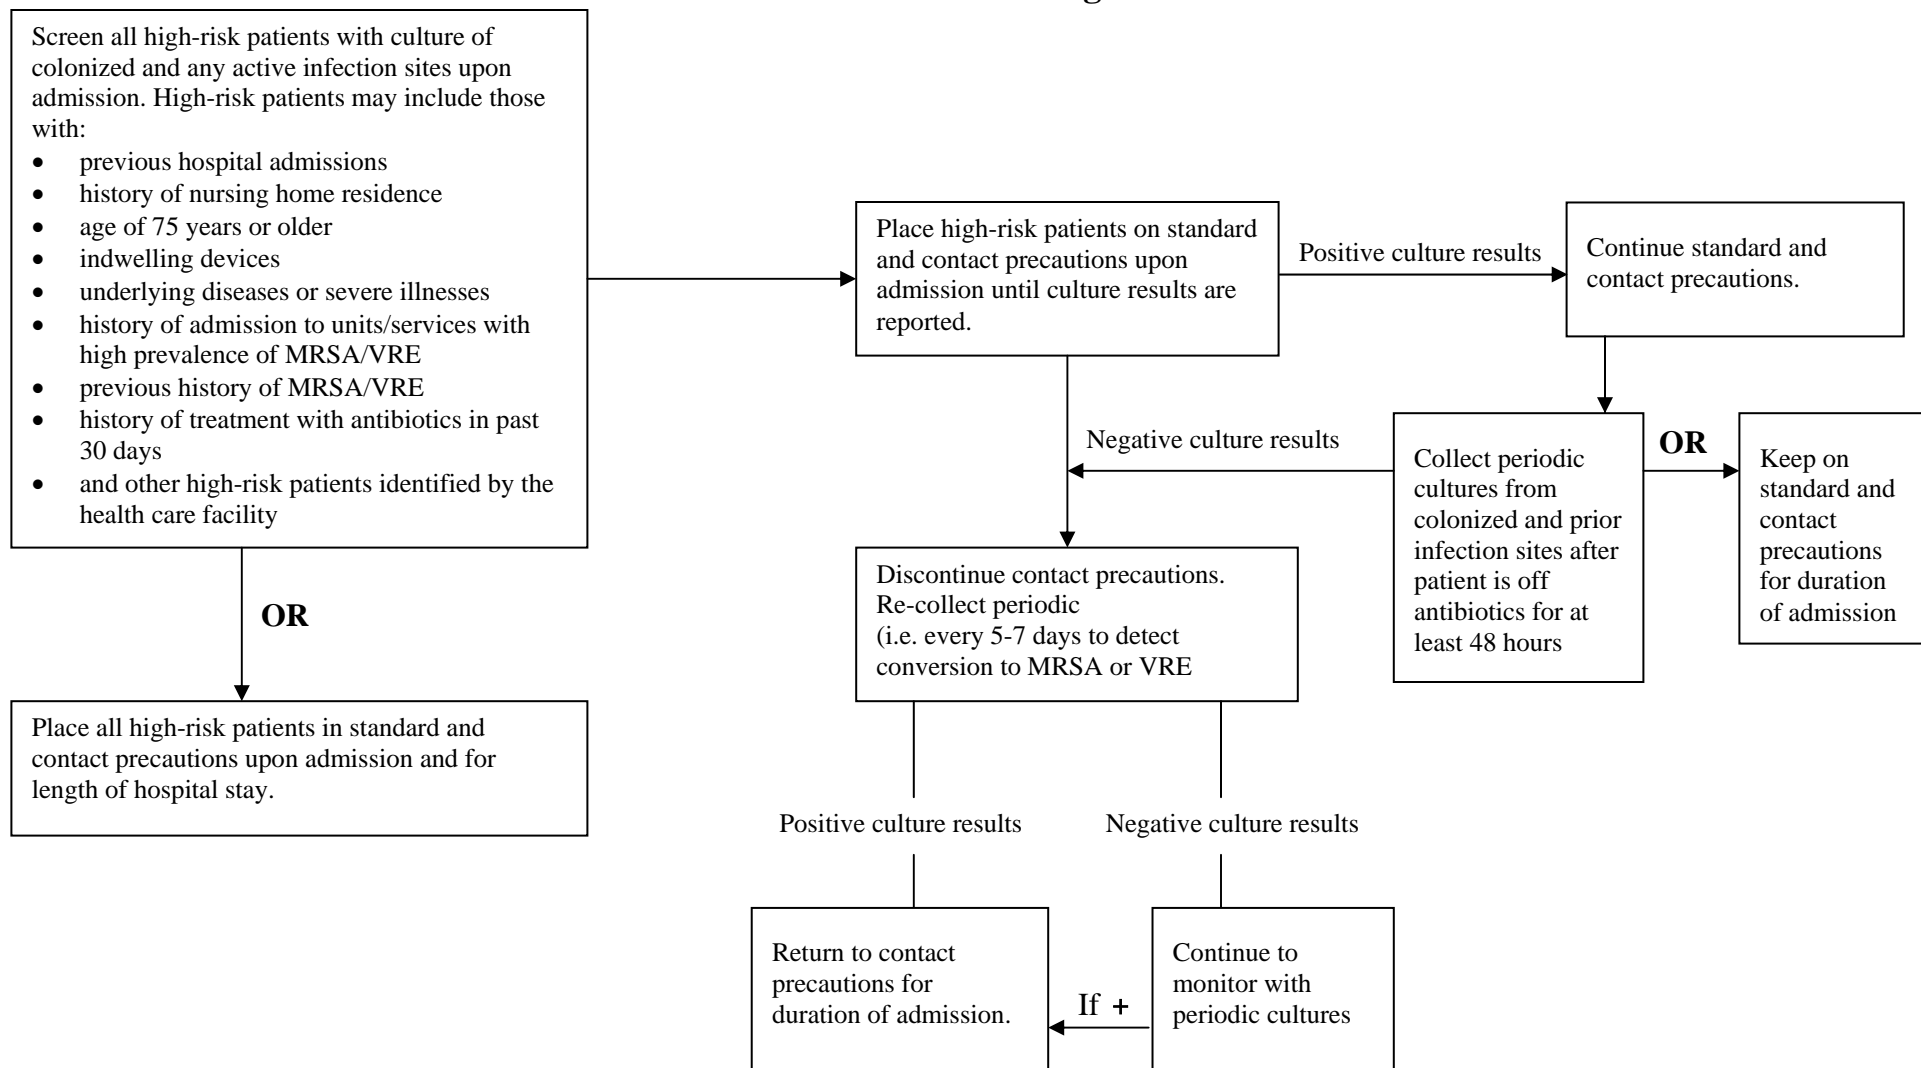 Screen all high-risk patients with culture of
colonized and any active infection sites upon
admission. High-risk patients may include those
with:
• previous hospital admissions
• history of nursing home residence
• age of 75 years or older
• indwelling devices
• underlying diseases or severe illnesses
• history of admission to units/services with
high prevalence of MRSA/VRE
• previous history of MRSA/VRE
• history of treatment with antibiotics in past
30 days
• and other high-risk patients identified by the
health care facility
OR
Place all high-risk patients in standard and
contact precautions upon admission and for
length of hospital stay.
Place high-risk patients on standard
and contact precautions upon
admission until culture results are
reported.
Positive culture results
Continue standard and
contact precautions.
Negative culture results
Collect periodic
cultures from
colonized and prior
infection sites after
patient is off
antibiotics for at
least 48 hours
OR
Keep on
standard and
contact
precautions
for duration
of admission
Discontinue contact precautions.
Re-collect periodic
(i.e. every 5-7 days to detect
conversion to MRSA or VRE
Positive culture results
Negative culture results
Return to contact
precautions for
duration of admission.
If +
Continue to
monitor with
periodic cultures